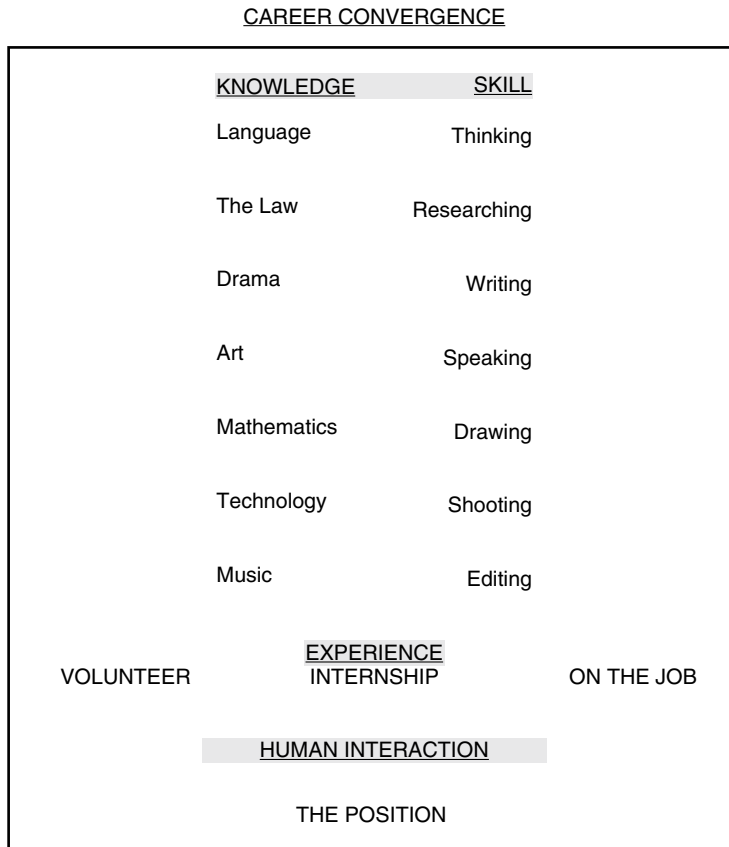 CAREER CONVERGENCE
KNOWLEDGE SKILL
Language Thinking
The Law Researching
Drama Writing
Art Speaking
Mathematics Drawing
Technology Shooting
Music Editing
EXPERIENCE
VOLUNTEER INTERNSHIP ON THE JOB
HUMAN INTERACTION
THE POSITION